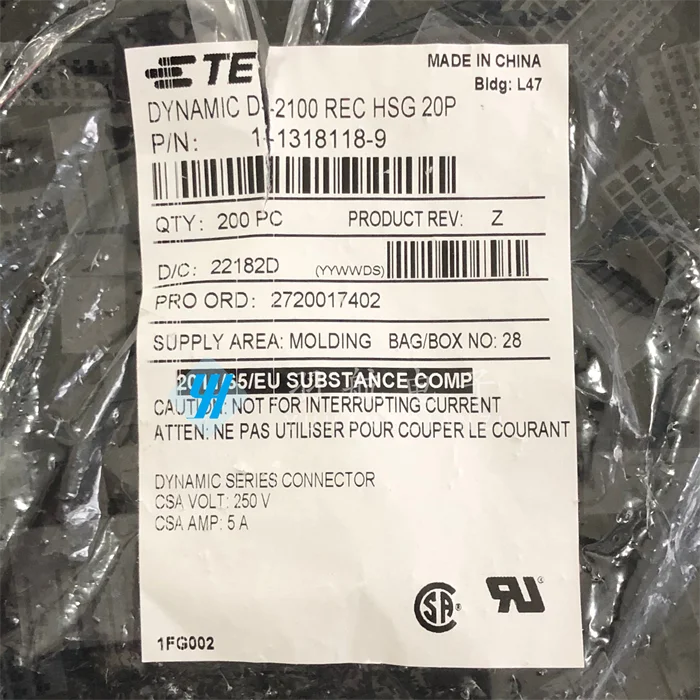 TE
MADE IN CHINA
Bldg: L47
DYNAMIC D-2100 REC HSG 20P
P/N: 1-1318118-9
QTY: 200 PC PRODUCT REV: Z
D/C: 22182D (YYWWDS)
PRO ORD: 2720017402
SUPPLY AREA: MOLDING BAG/BOX NO: 28
/EU SUBSTANCE COMP
CAUTION: NOT FOR INTERRUPTING CURRENT
ATTEN: NE PAS UTILISER POUR COUPER LE COURANT
DYNAMIC SERIES CONNECTOR
CSA VOLT: 250 V
CSA AMP: 5 A
1FG002